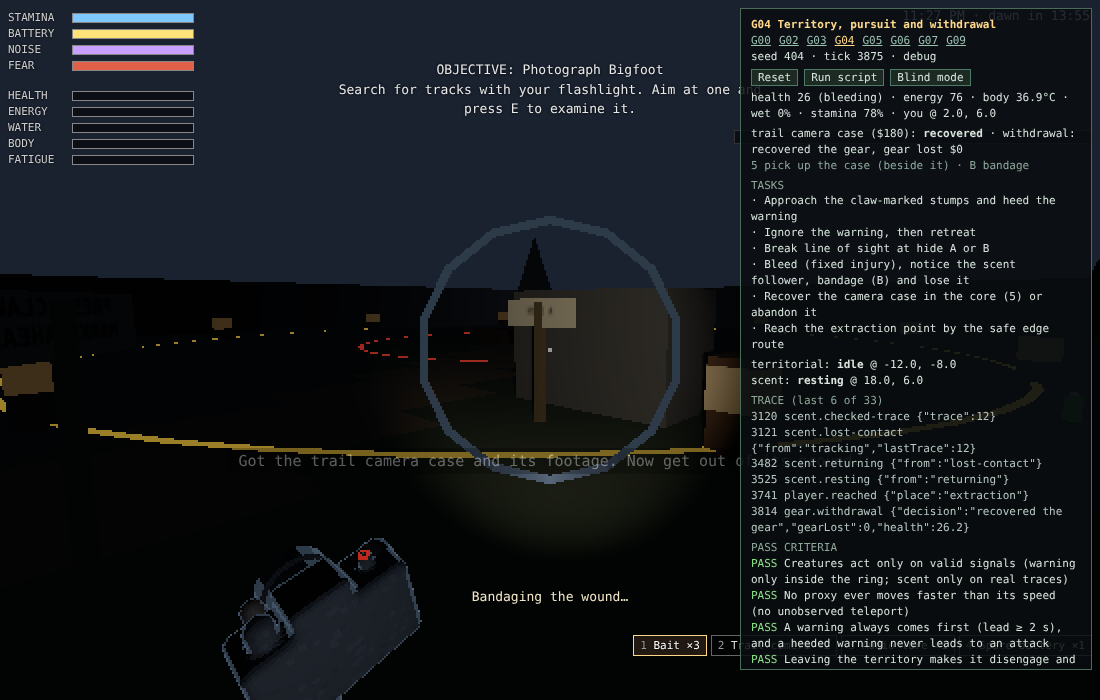 STAMINA
BATTERY
NOISE
FEAR
HEALTH
ENERGY
WATER
BODY
FATIGUE
OBJECTIVE: Photograph Bigfoot
Search for tracks with your flashlight. Aim at one and
press E to examine it.
11:27 PM · dawn in 13:55
G04 Territory, pursuit and withdrawal
G00 G02 G03 G04 G05 G06 G07 G09
seed 404 · tick 3875 · debug
Reset Run script Blind mode
health 26 (bleeding) · energy 76 · body 36.9°C ·
wet 0% · stamina 78% · you @ 2.0, 6.0
trail camera case ($180): recovered · withdrawal:
recovered the gear, gear lost $0
5 pick up the case (beside it) · B bandage
TASKS
· Approach the claw-marked stumps and heed the
warning
· Ignore the warning, then retreat
· Break line of sight at hide A or B
· Bleed (fixed injury), notice the scent
follower, bandage (B) and lose it
· Recover the camera case in the core (5) or
abandon it
· Reach the extraction point by the safe edge
route
territorial: idle @ -12.0, -8.0
scent: resting @ 18.0, 6.0
TRACE (last 6 of 33)
3120 scent.checked-trace {"trace":12}
3121 scent.lost-contact
{"from":"tracking","lastTrace":12}
3482 scent.returning {"from":"lost-contact"}
3525 scent.resting {"from":"returning"}
3741 player.reached {"place":"extraction"}
3814 gear.withdrawal {"decision":"recovered the
gear","gearLost":0,"health":26.2}
PASS CRITERIA
PASS Creatures act only on valid signals (warning
only inside the ring; scent only on real traces)
PASS No proxy ever moves faster than its speed
(no unobserved teleport)
PASS A warning always comes first (lead ≥ 2 s),
and a heeded warning never leads to an attack
PASS Leaving the territory makes it disengage and
Got the trail camera case and its footage. Now get out
Bandaging the wound…
1 Bait ×3
2